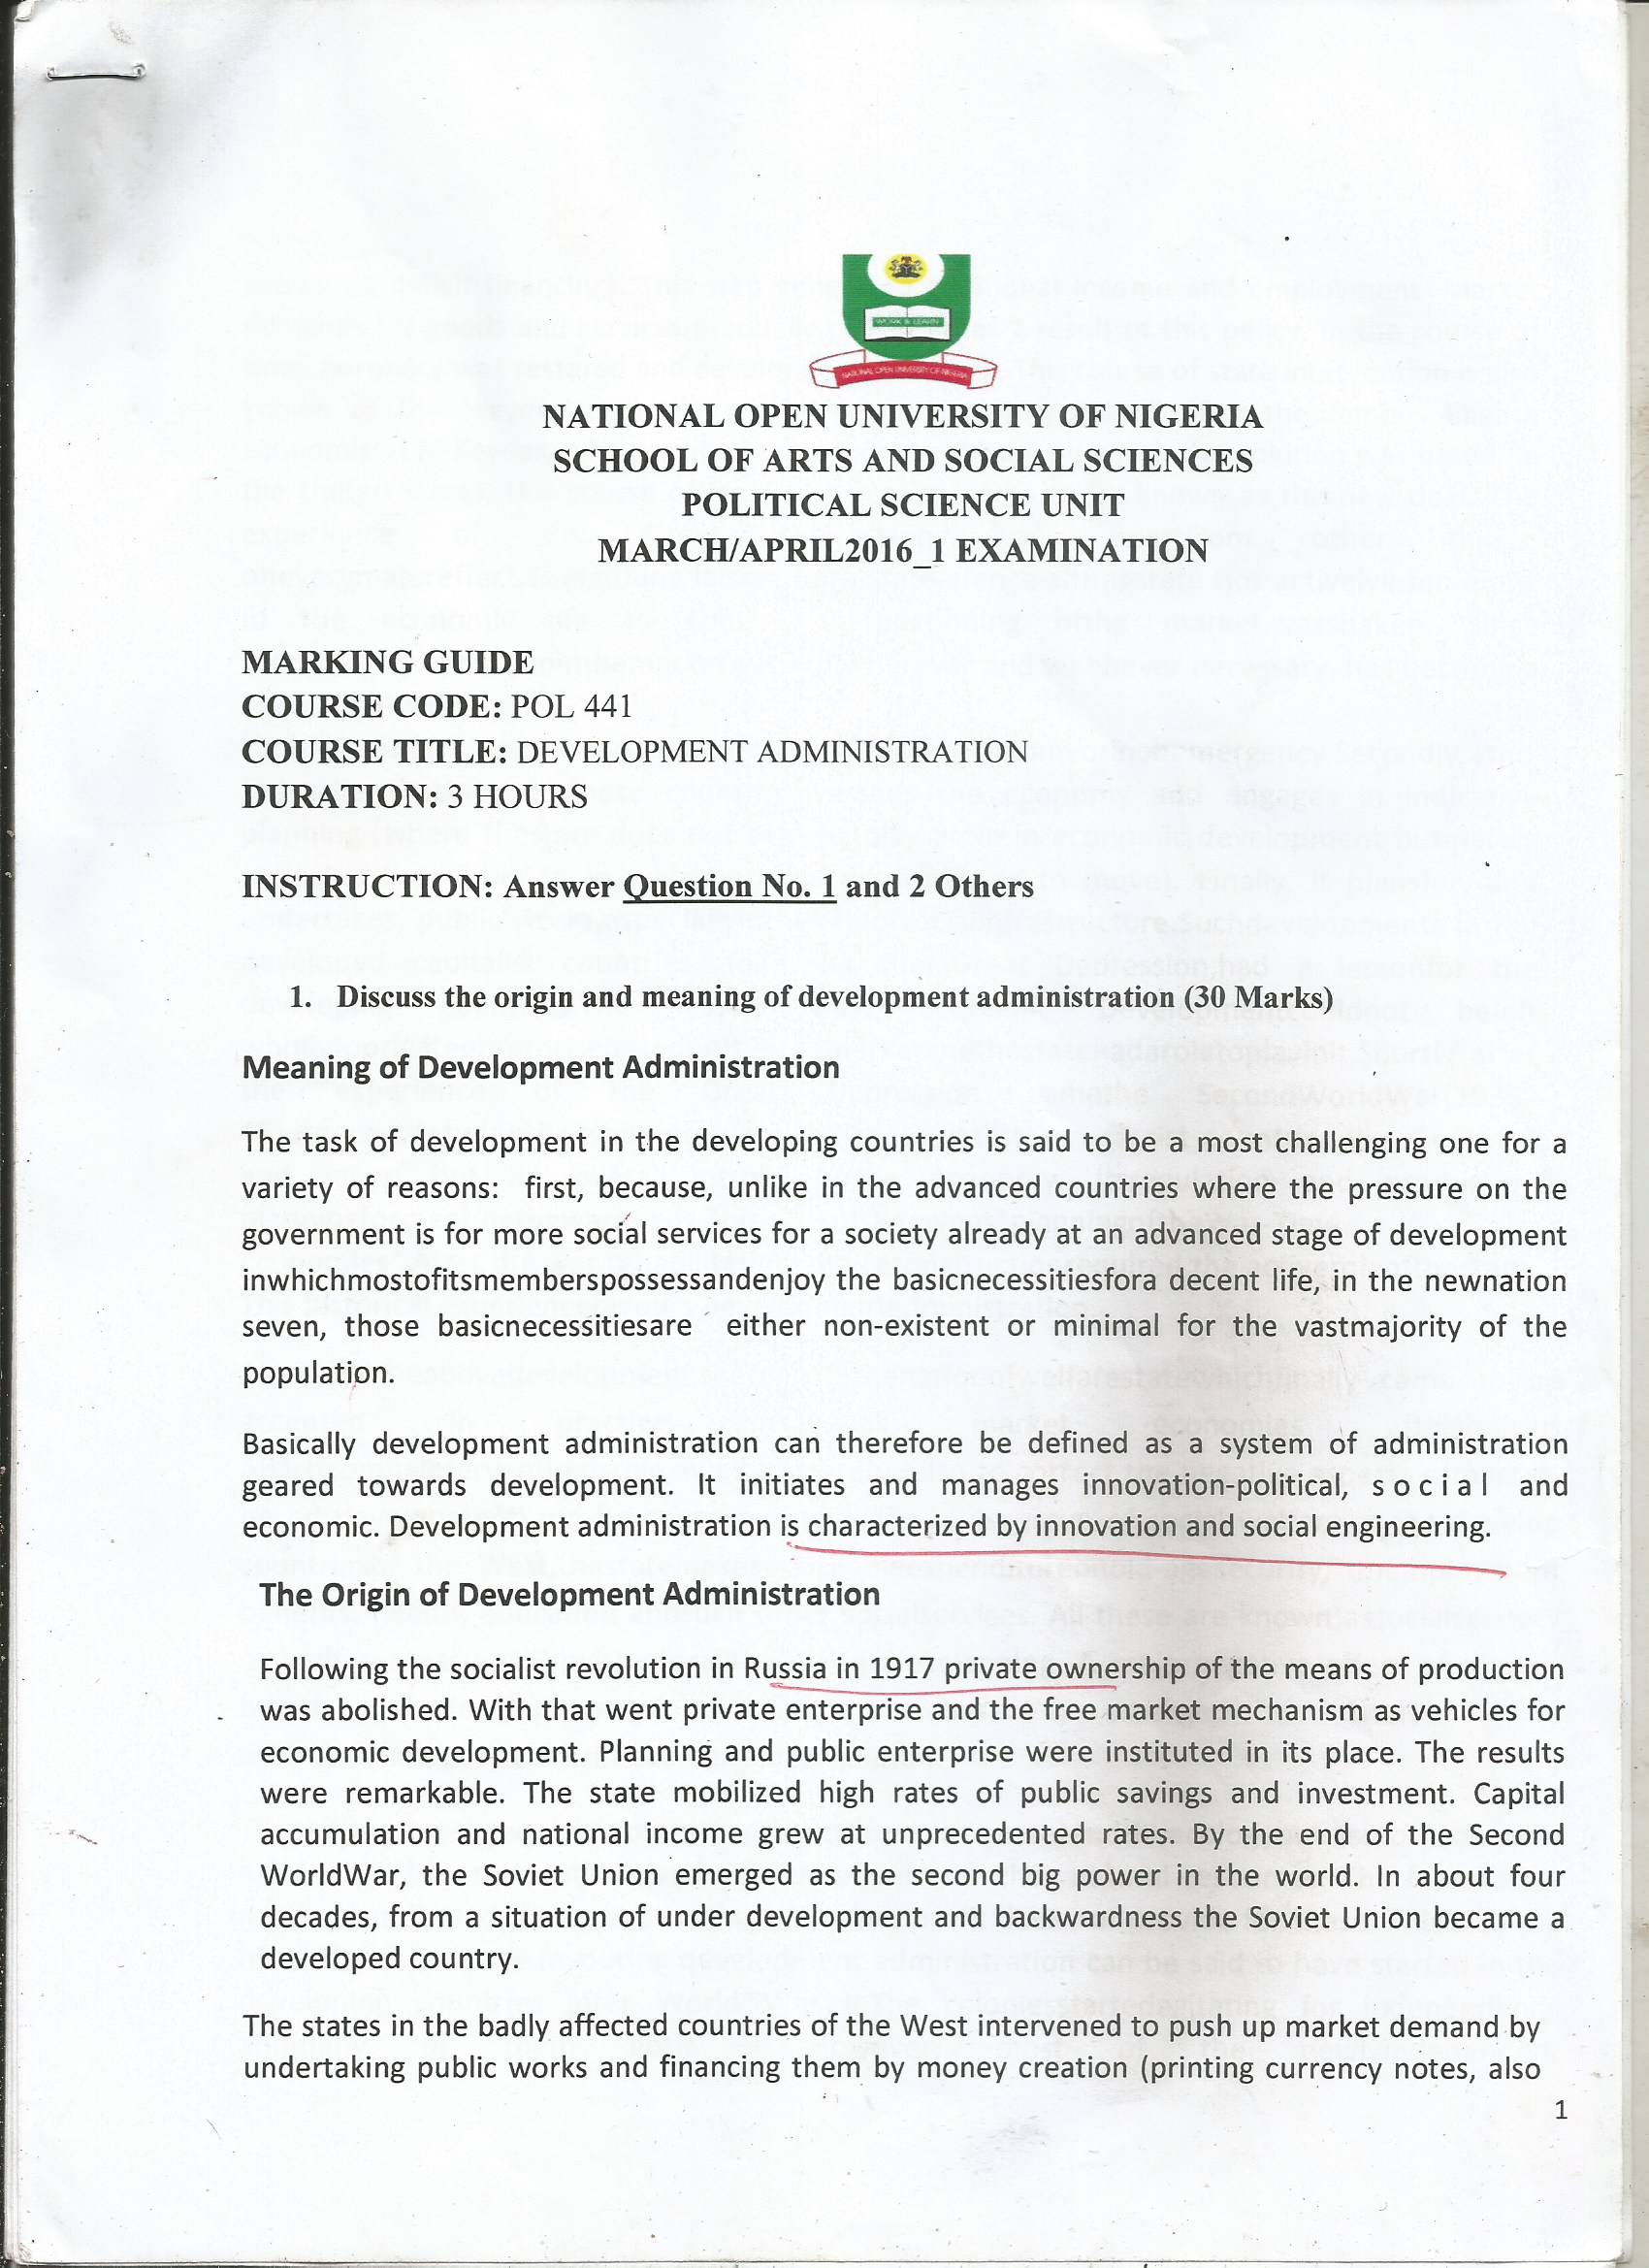 WORK & LEARN
NATIONAL OPEN UNIVERSITY OF NIGERIA
NATIONAL OPEN UNIVERSITY OF NIGERIA
SCHOOL OF ARTS AND SOCIAL SCIENCES
POLITICAL SCIENCE UNIT
MARCH/APRIL2016_1 EXAMINATION
MARKING GUIDE
COURSE CODE: POL 441
COURSE TITLE: DEVELOPMENT ADMINISTRATION
DURATION: 3 HOURS
INSTRUCTION: Answer Question No. 1 and 2 Others
1. Discuss the origin and meaning of development administration (30 Marks)
Meaning of Development Administration
The task of development in the developing countries is said to be a most challenging one for a
variety of reasons: first, because, unlike in the advanced countries where the pressure on the
government is for more social services for a society already at an advanced stage of development
inwhichmostofitsmemberspossessandenjoy the basicnecessitiesfora decent life, in the newnation
seven, those basicnecessitiesare either non-existent or minimal for the vastmajority of the
population.
Basically development administration can therefore be defined as a system of administration
geared towards development. It initiates and manages innovation-political, social and
economic. Development administration is characterized by innovation and social engineering.
The Origin of Development Administration
Following the socialist revolution in Russia in 1917 private ownership of the means of production
was abolished. With that went private enterprise and the free market mechanism as vehicles for
economic development. Planning and public enterprise were instituted in its place. The results
were remarkable. The state mobilized high rates of public savings and investment. Capital
accumulation and national income grew at unprecedented rates. By the end of the Second
WorldWar, the Soviet Union emerged as the second big power in the world. In about four
decades, from a situation of under development and backwardness the Soviet Union became a
developed country.
The states in the badly affected countries of the West intervened to push up market demand by
undertaking public works and financing them by money creation (printing currency notes, also
1